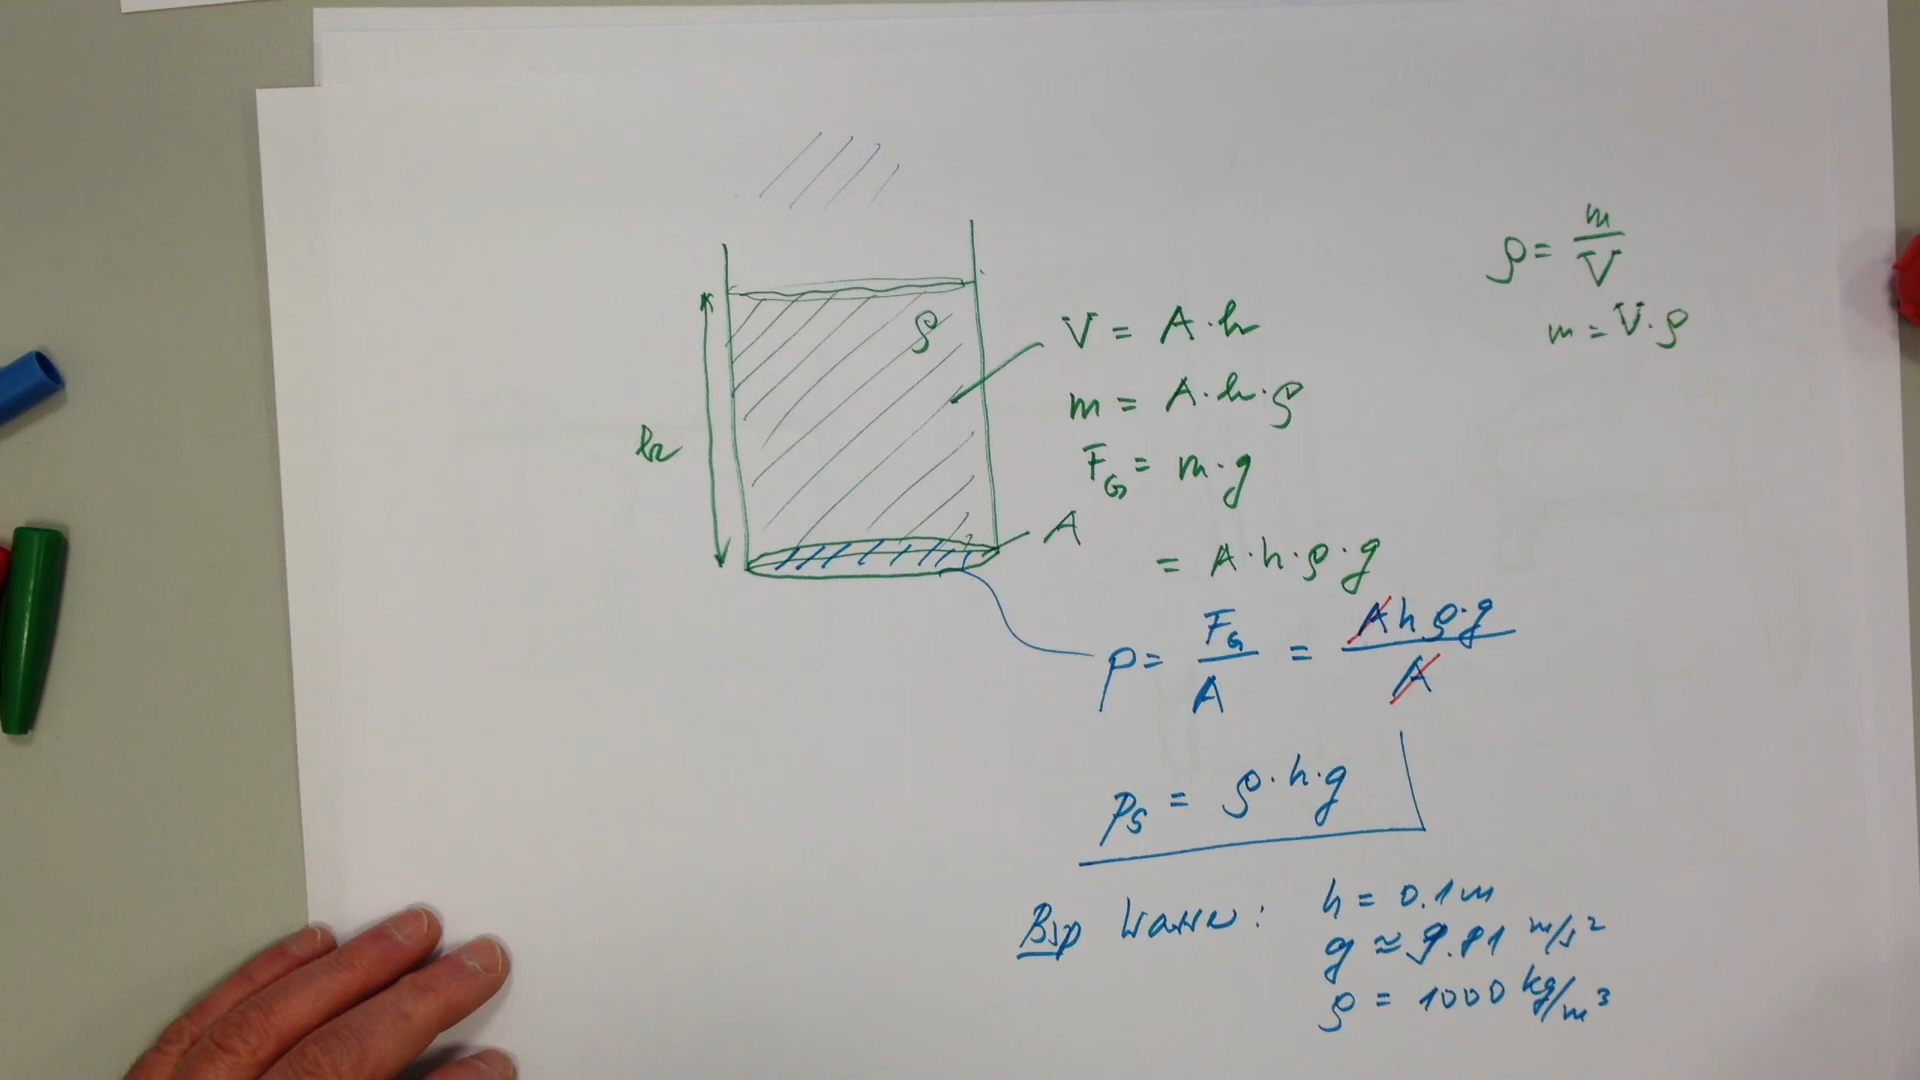 ρ = m/V
m = V · ρ
ρ
h
V = A · h
m = A · h · ρ
F_G = m · g
A
= A · h · ρ · g
p = F_G/A = A h ρ · g/A
p_S = ρ · h · g
Bsp Wasser: h = 0.1 m
g ≈ 9.81 m/s²
ρ = 1000 kg/m³